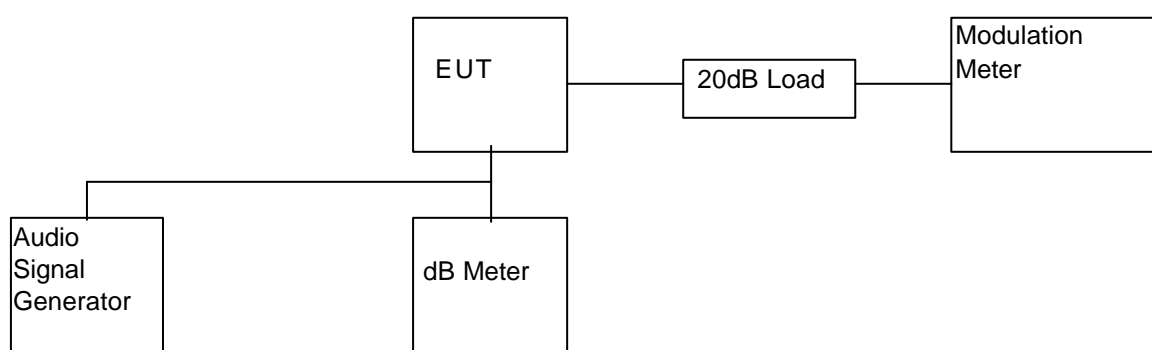 EUT
20dB Load
Modulation
Meter
Audio
Signal
Generator
dB Meter